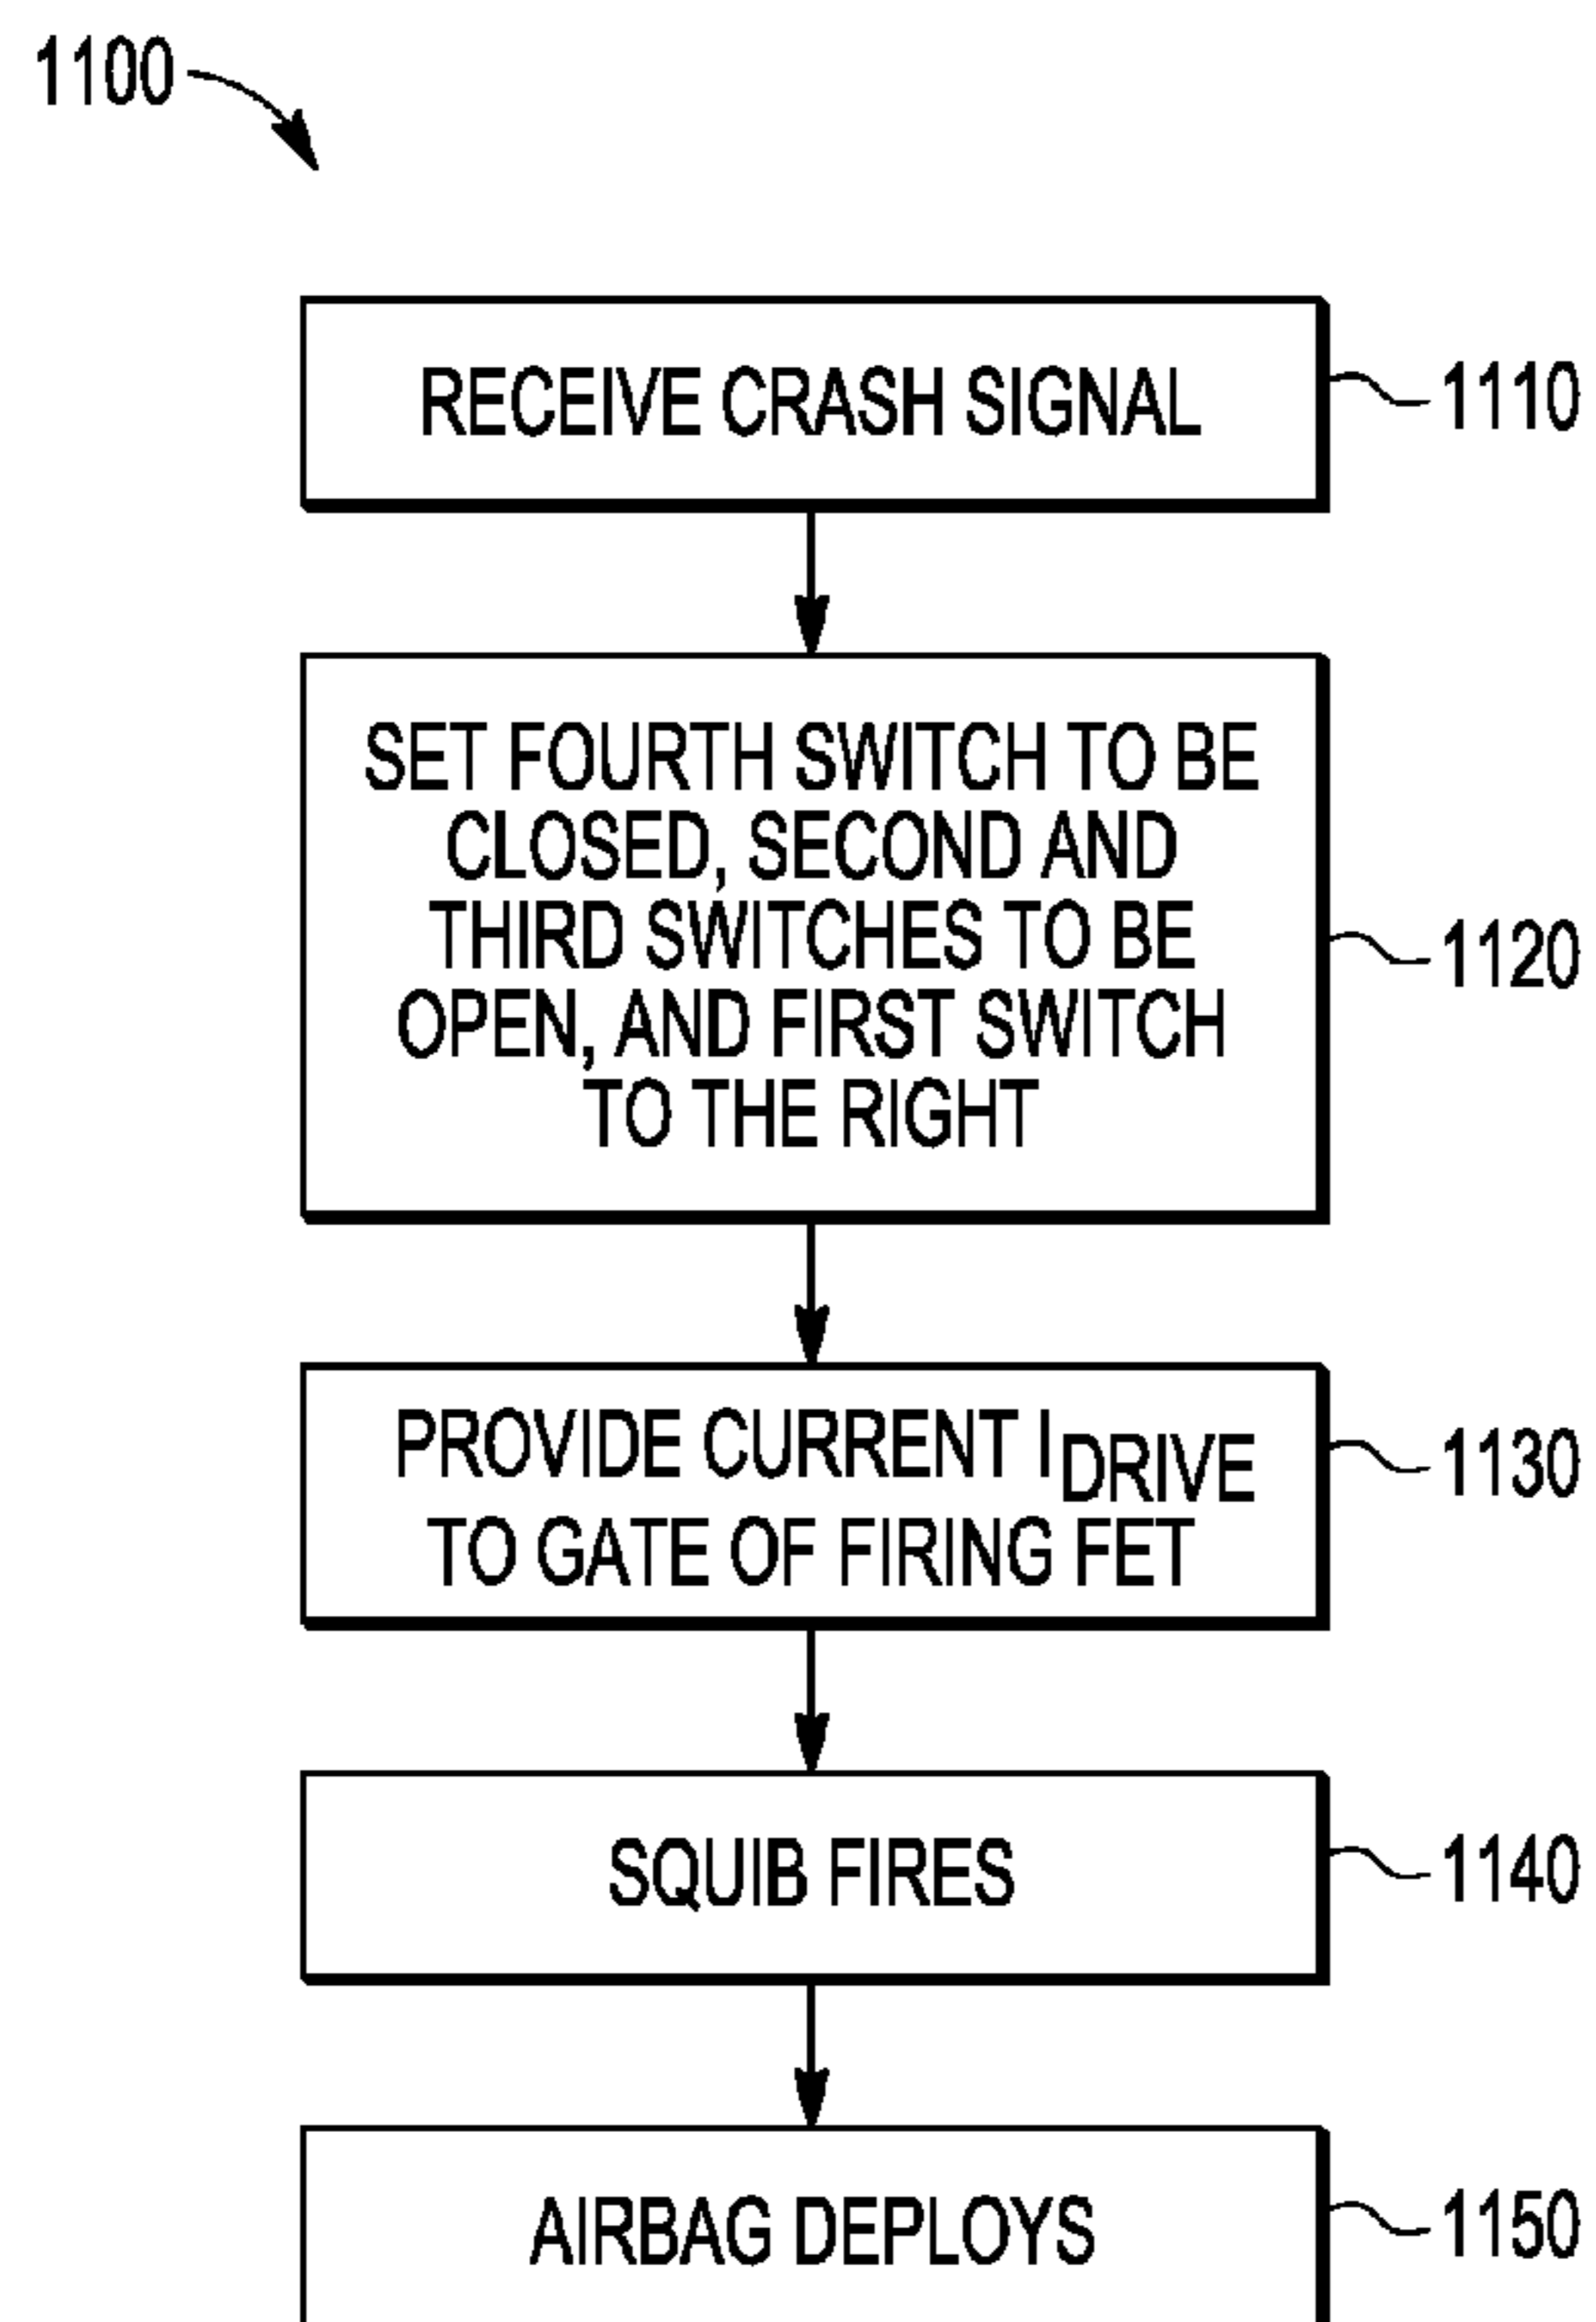 1100
RECEIVE CRASH SIGNAL
1110
SET FOURTH SWITCH TO BE
CLOSED, SECOND AND
THIRD SWITCHES TO BE
OPEN, AND FIRST SWITCH
TO THE RIGHT
1120
PROVIDE CURRENT IDRIVE
TO GATE OF FIRING FET
1130
SQUIB FIRES
1140
AIRBAG DEPLOYS
1150